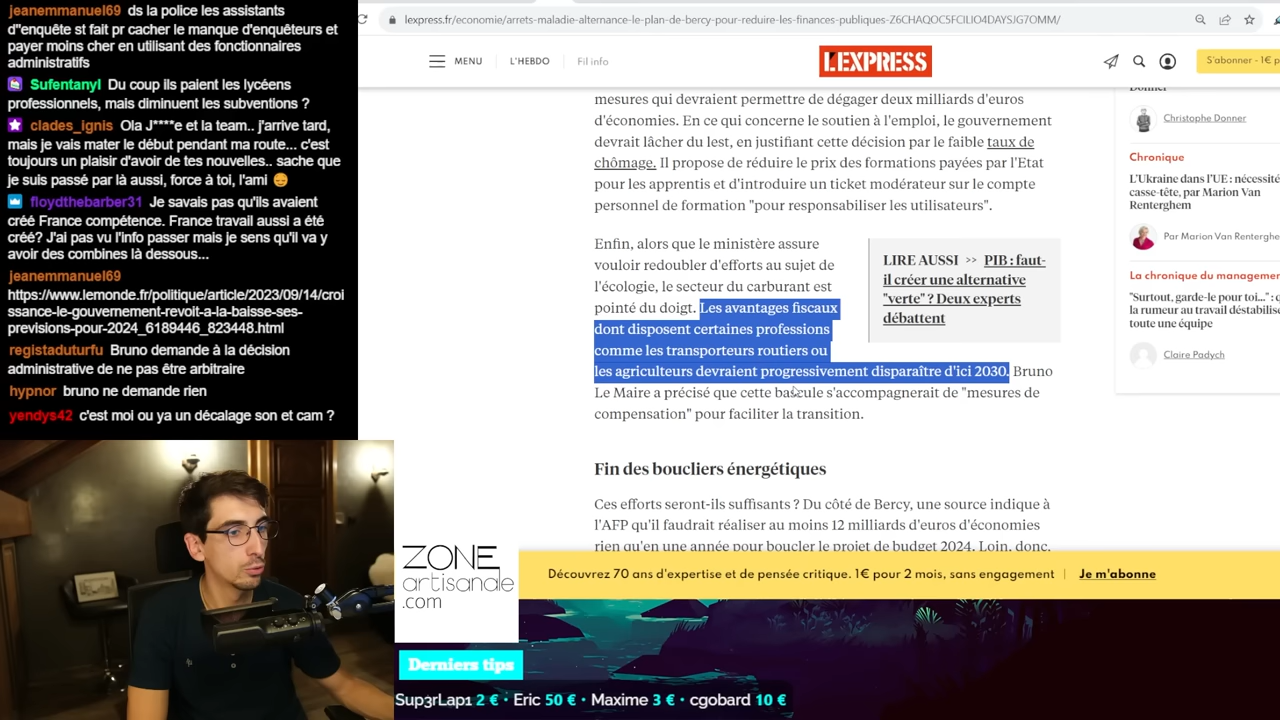 jeanemmanuel69 ds la police les assistants
d"enquête st fait pr cacher le manque d'enquêteurs et
payer moins cher en utilisant des fonctionnaires
administratifs
Sufentanyl Du coup ils paient les lycéens
professionnels, mais diminuent les subventions ?
clades_ignis Ola J****e et la team.. j'arrive tard,
mais je vais mater le début pendant ma route... c'est
toujours un plaisir d'avoir de tes nouvelles.. sache que
je suis passé par là aussi, force à toi, l'ami 😔
floydthebarber31 Je savais pas qu'ils avaient
créé France compétence. France travail aussi a été
créé? J'ai pas vu l'info passer mais je sens qu'il va y
avoir des combines là dessous...
jeanemmanuel69
https://www.lemonde.fr/politique/article/2023/09/14/croi
ssance-le-gouvernement-revoit-a-la-baisse-ses-
previsions-pour-2024_6189446_823448.html
registaduturfu Bruno demande à la décision
administrative de ne pas être arbitraire
hypnor bruno ne demande rien
yendys42 c'est moi ou ya un décalage son et cam ?
lexpress.fr/economie/arrets-maladie-alternance-le-plan-de-bercy-pour-reduire-les-finances-publiques-Z6CHAQOC5FCILIO4DAYSJG7OMM/
MENU
L'HEBDO
Fil info
L'EXPRESS
S'abonner - 1€ p
mesures qui devraient permettre de dégager deux milliards d'euros
d'économies. En ce qui concerne le soutien à l'emploi, le gouvernement
devrait lâcher du lest, en justifiant cette décision par le faible taux de
chômage. Il propose de réduire le prix des formations payées par l'Etat
pour les apprentis et d'introduire un ticket modérateur sur le compte
personnel de formation "pour responsabiliser les utilisateurs".
Enfin, alors que le ministère assure
vouloir redoubler d'efforts au sujet de
l'écologie, le secteur du carburant est
pointé du doigt. Les avantages fiscaux
dont disposent certaines professions
comme les transporteurs routiers ou
les agriculteurs devraient progressivement disparaître d'ici 2030. Bruno
Le Maire a précisé que cette bascule s'accompagnerait de "mesures de
compensation" pour faciliter la transition.
LIRE AUSSI >> PIB : faut-
il créer une alternative
"verte" ? Deux experts
débattent
Fin des boucliers énergétiques
Ces efforts seront-ils suffisants ? Du côté de Bercy, une source indique à
l'AFP qu'il faudrait réaliser au moins 12 milliards d'euros d'économies
rien qu'en une année pour boucler le projet de budget 2024. Loin, donc,
Donner
Christophe Donner
Chronique
L'Ukraine dans l'UE : nécessité
casse-tête, par Marion Van
Renterghem
Par Marion Van Renterghe
La chronique du managemen
"Surtout, garde-le pour toi..." : q
la rumeur au travail déstabilise
toute une équipe
Claire Padych
Découvrez 70 ans d'expertise et de pensée critique. 1€ pour 2 mois, sans engagement | Je m'abonne
ZONE
artisanale
.com
Derniers tips
Sup3rLap1 2 € • Eric 50 € • Maxime 3 € • cgobard 10 €